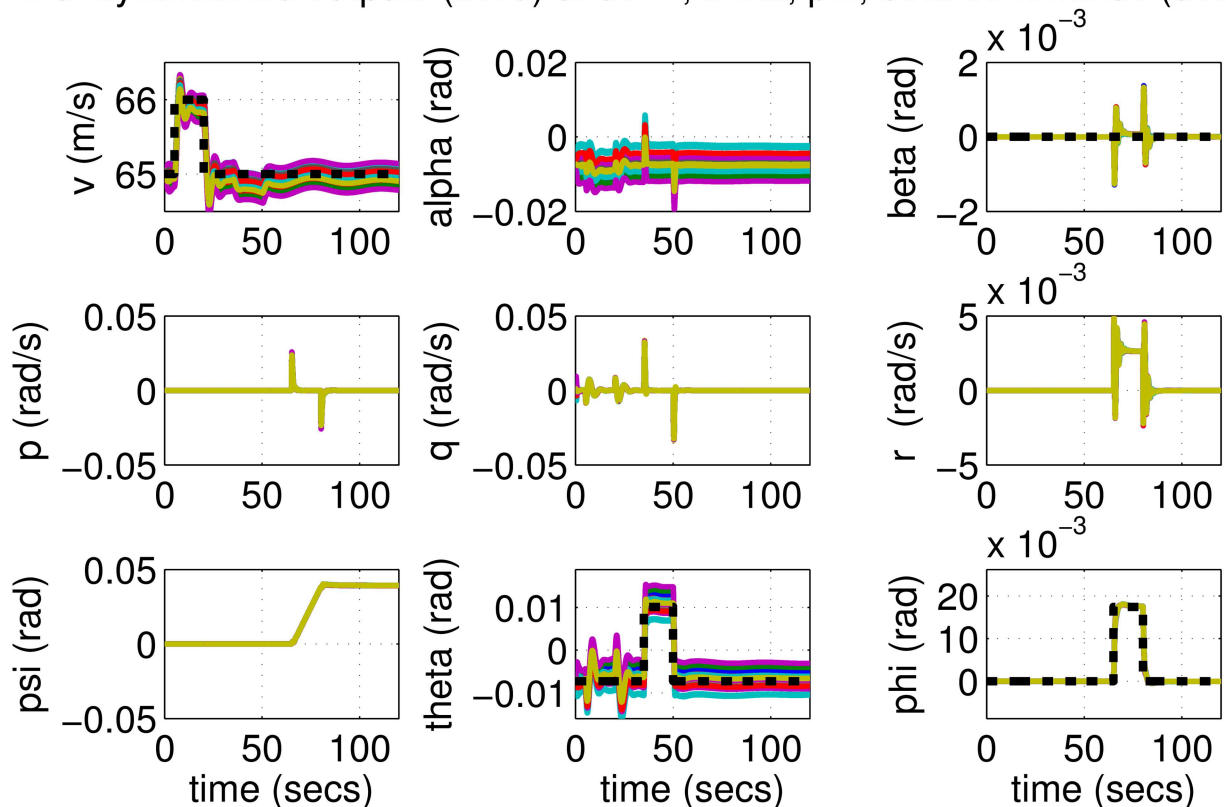 x 10^-3
v (m/s)
66
65
0 50 100
alpha (rad)
0.02
0
−0.02
0 50 100
beta (rad)
2
0
−2
0 50 100
x 10^-3
p (rad/s)
0.05
0
−0.05
0 50 100
q (rad/s)
0.05
0
−0.05
0 50 100
r (rad/s)
5
0
−5
0 50 100
x 10^-3
psi (rad)
0.05
0
−0.05
0 50 100
time (secs)
theta (rad)
0.01
0
−0.01
0 50 100
time (secs)
phi (rad)
20
10
0
0 50 100
time (secs)